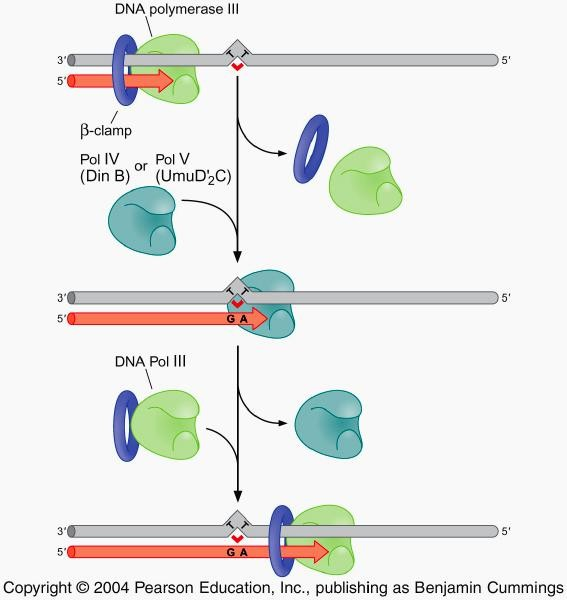 DNA polymerase III
3′ 5′
5′
β-clamp
Pol IV or Pol V
(Din B) (UmuD′₂C)
T T
3′ 5′
5′ G A
DNA Pol III
T T
3′ 5′
5′ G A
Copyright © 2004 Pearson Education, Inc., publishing as Benjamin Cummings